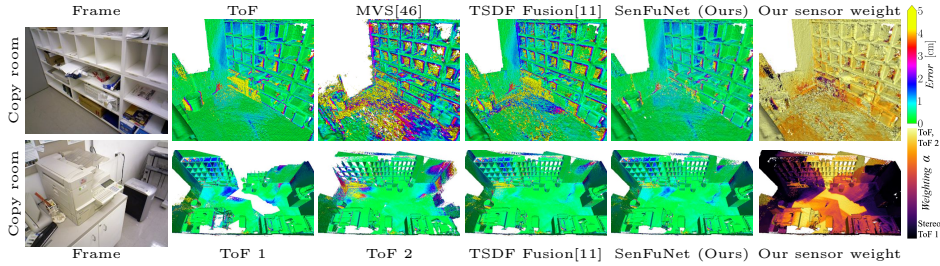 Frame ToF MVS[46] TSDF Fusion[11] SenFuNet (Ours) Our sensor weight
Copy room
Copy room
5
4
3
2
1
0
Error [cm]
ToF,
ToF 2
Weighting α
Stereo
ToF 1
Frame ToF 1 ToF 2 TSDF Fusion[11] SenFuNet (Ours) Our sensor weight